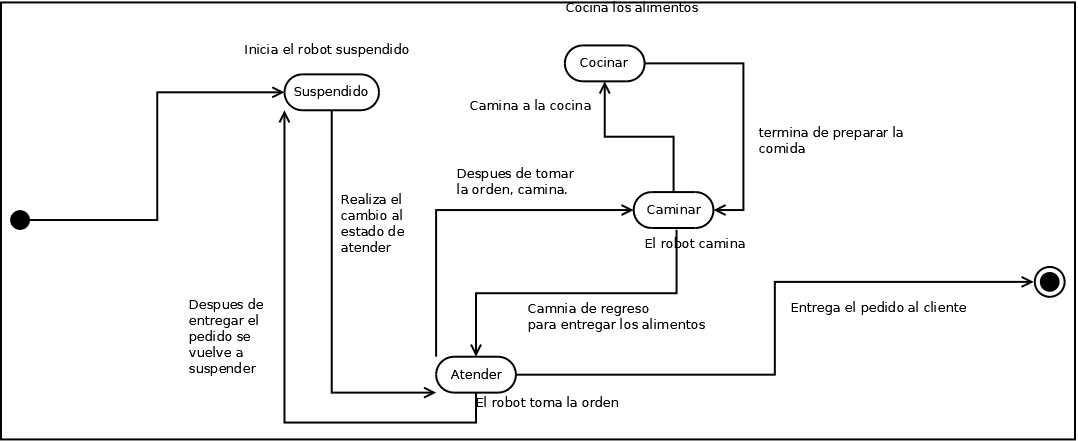 Cocina los alimentos
Inicia el robot suspendido
Cocinar
Suspendido
Camina a la cocina
termina de preparar la
comida
Despues de tomar
la orden, camina.
Realiza el
cambio al
estado de
atender
Caminar
El robot camina
Despues de
entregar el
pedido se
vuelve a
suspender
Camnia de regreso
para entregar los alimentos
Entrega el pedido al cliente
Atender
El robot toma la orden